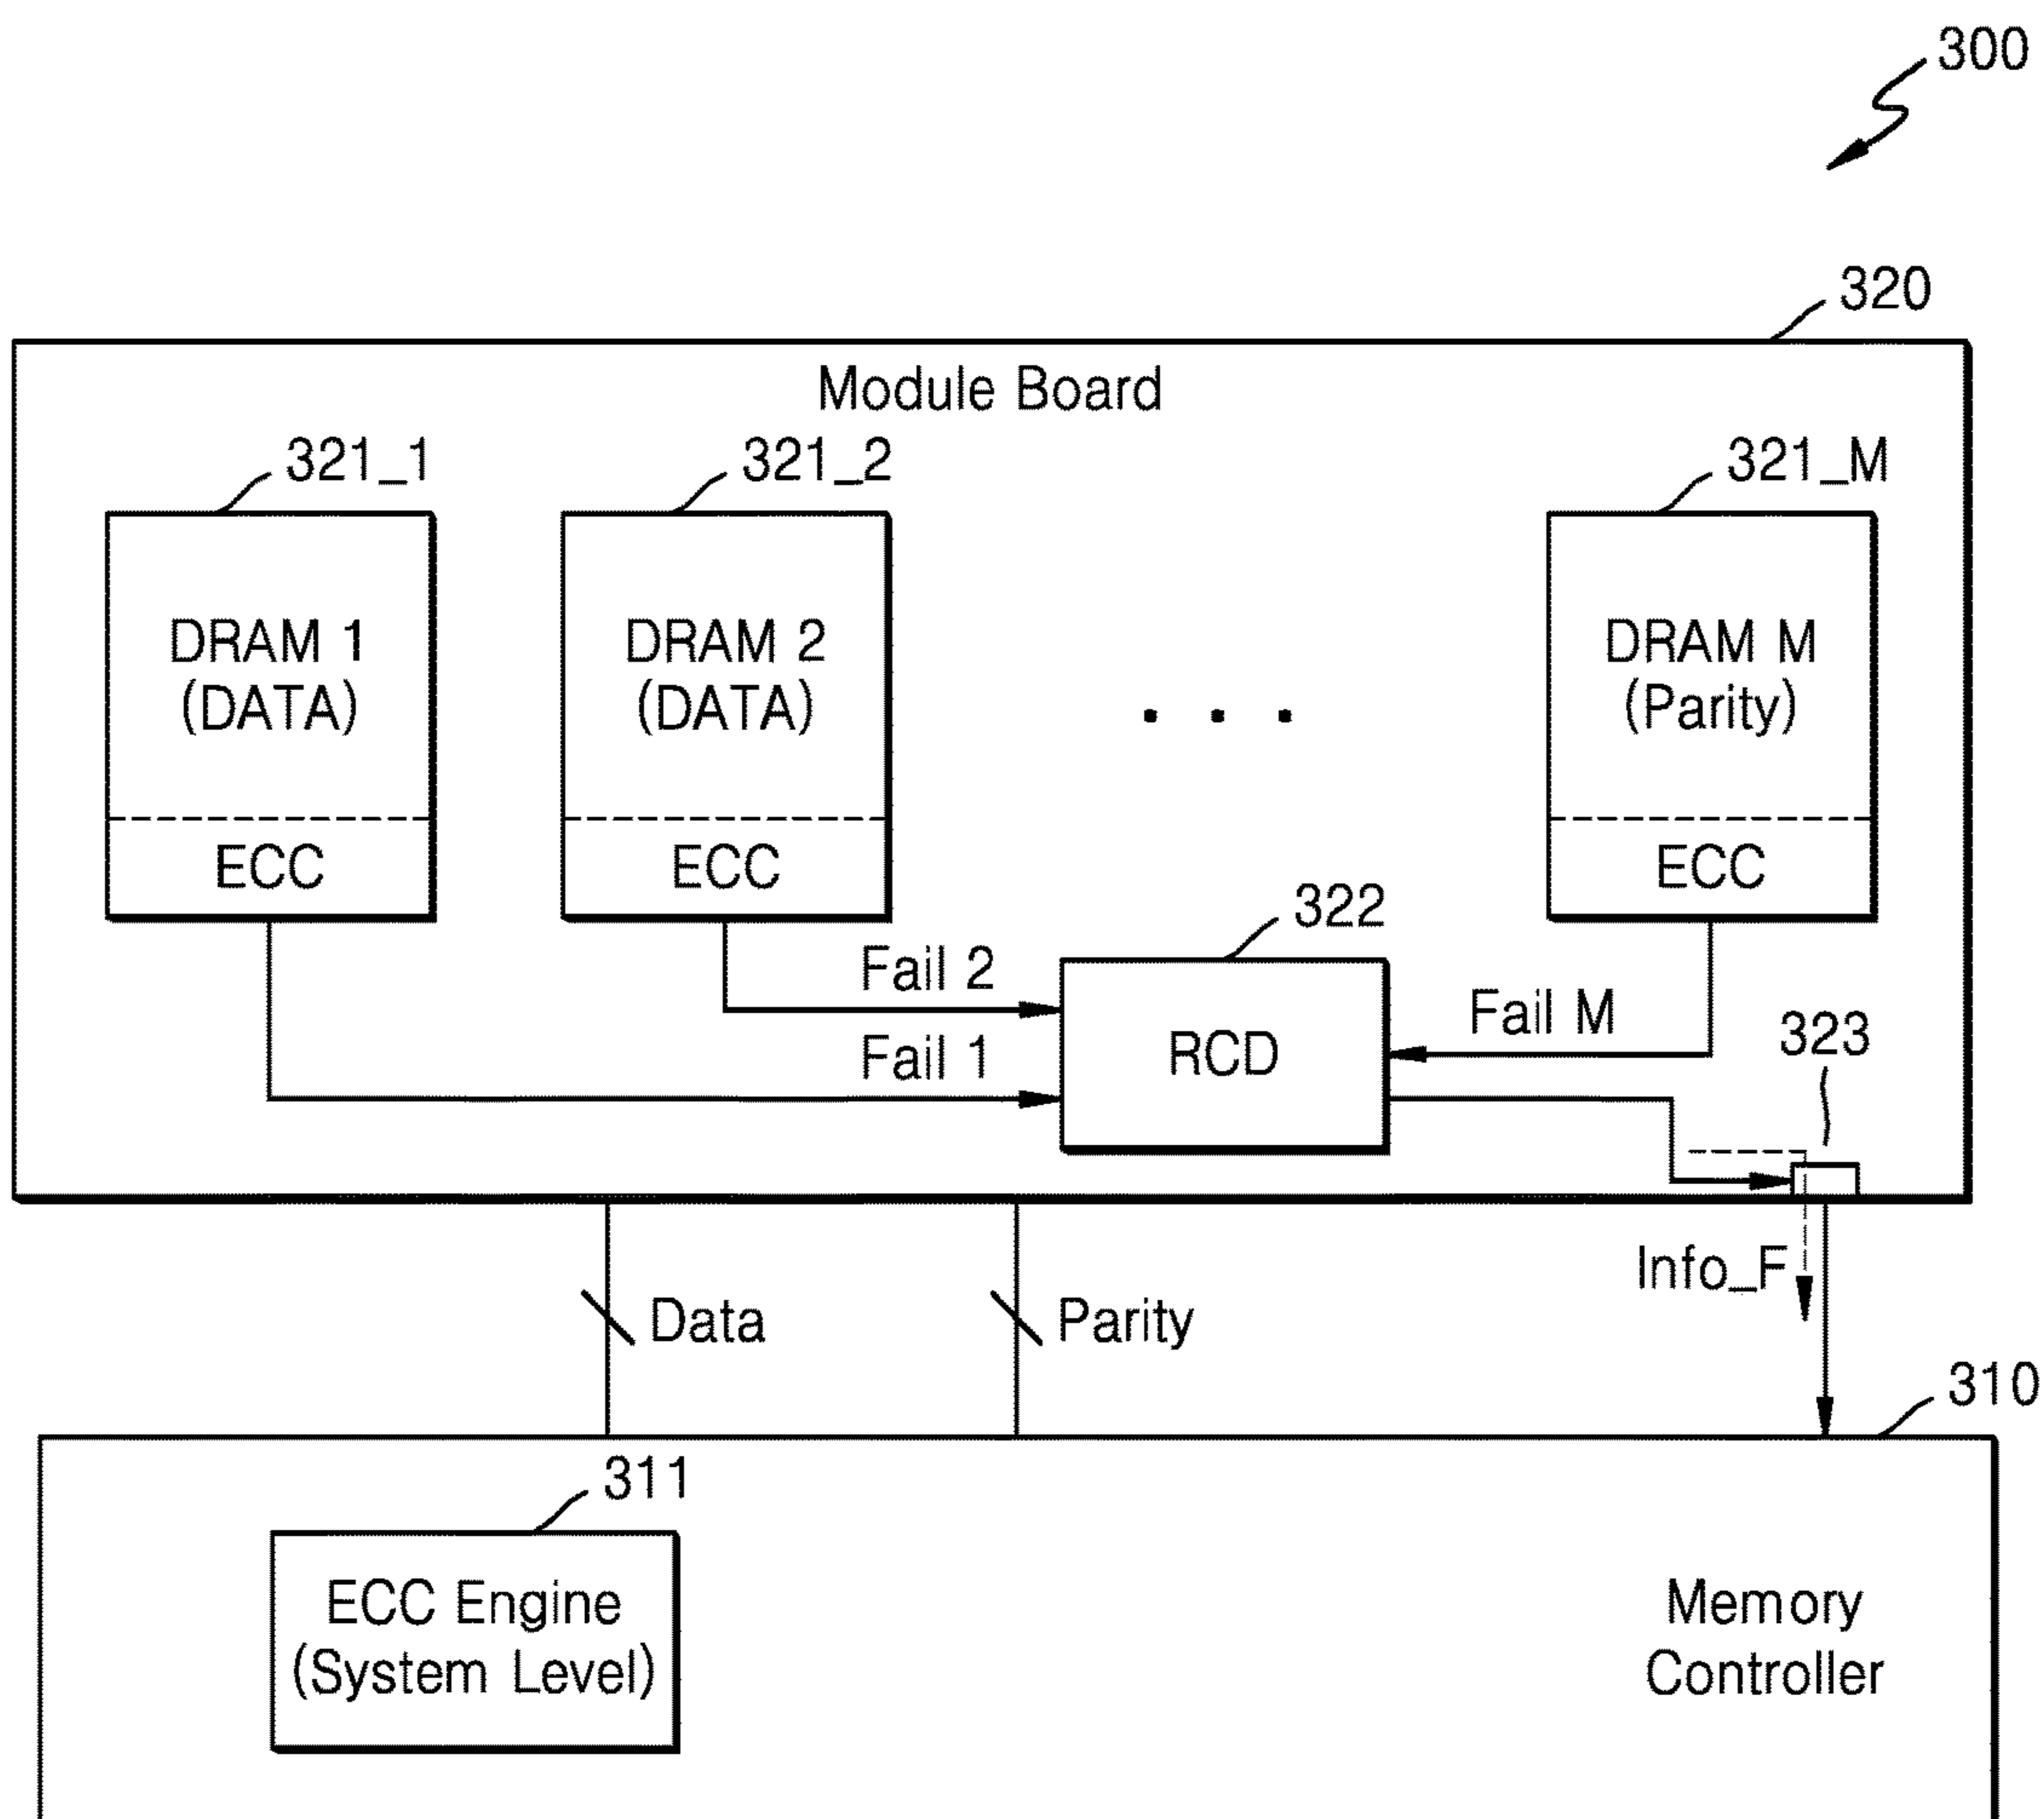 300
320
Module Board
321_1
321_2
321_M
DRAM 1
(DATA)
DRAM 2
(DATA)
. . .
DRAM M
(Parity)
ECC
ECC
ECC
322
Fail 2
Fail M
323
Fail 1
RCD
Info_F
Data
Parity
310
311
ECC Engine
(System Level)
Memory
Controller